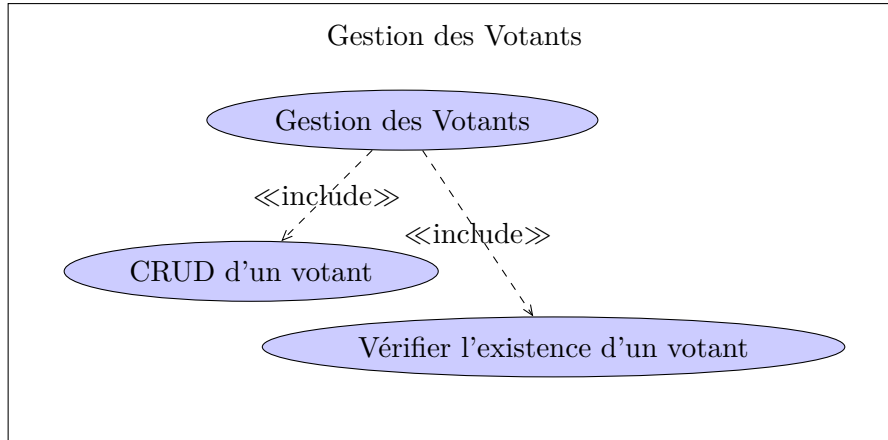 Gestion des Votants
Gestion des Votants
≪include≫
≪include≫
CRUD d'un votant
Vérifier l'existence d'un votant